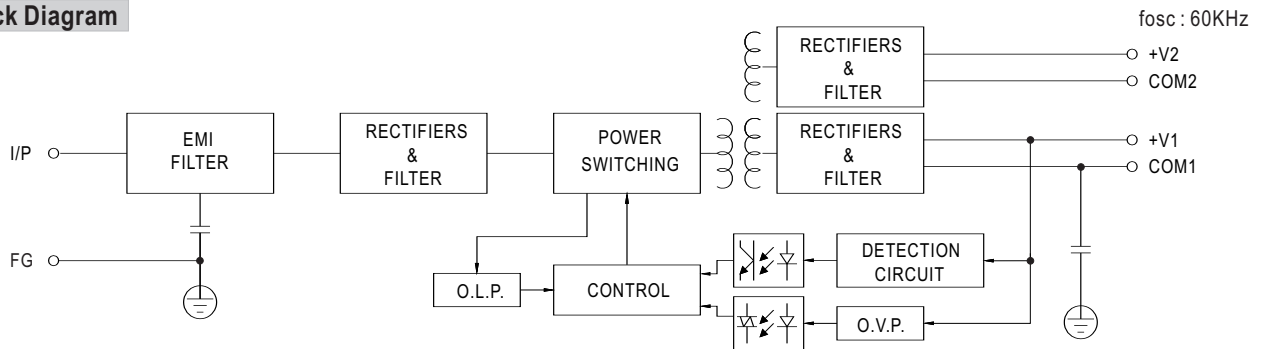 ck Diagram
fosc : 60KHz
RECTIFIERS
&
FILTER
+V2
COM2
I/P
EMI
FILTER
RECTIFIERS
&
FILTER
POWER
SWITCHING
RECTIFIERS
&
FILTER
+V1
COM1
FG
O.L.P.
CONTROL
DETECTION
CIRCUIT
O.V.P.